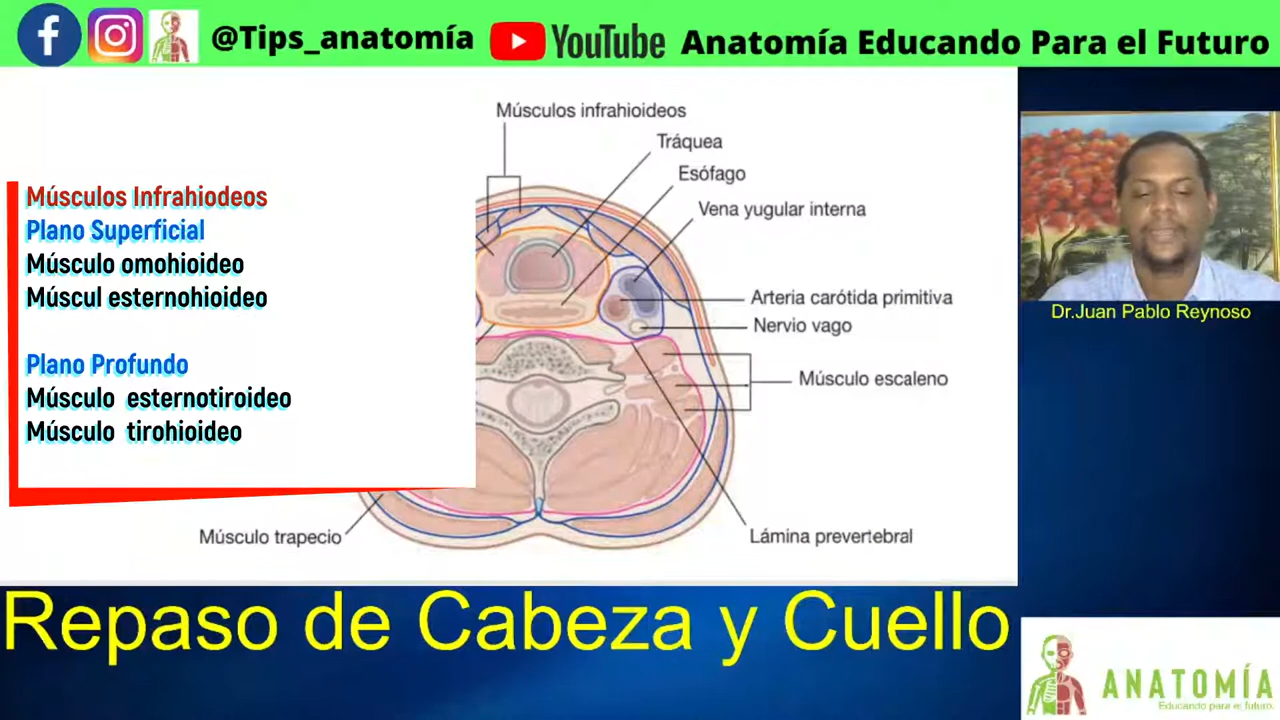 @Tips_anatomía YouTube Anatomía Educando Para el Futuro
Músculos Infrahiodeos
Plano Superficial
Músculo omohioideo
Múscul esternohioideo
Plano Profundo
Músculo esternotiroideo
Músculo tirohioideo
Músculos infrahioideos
Tráquea
Esófago
Vena yugular interna
Arteria carótida primitiva
Nervio vago
Músculo escaleno
Músculo trapecio
Lámina prevertebral
Dr.Juan Pablo Reynoso
Repaso de Cabeza y Cuello
ANATOMÍA
Educando para el futuro.